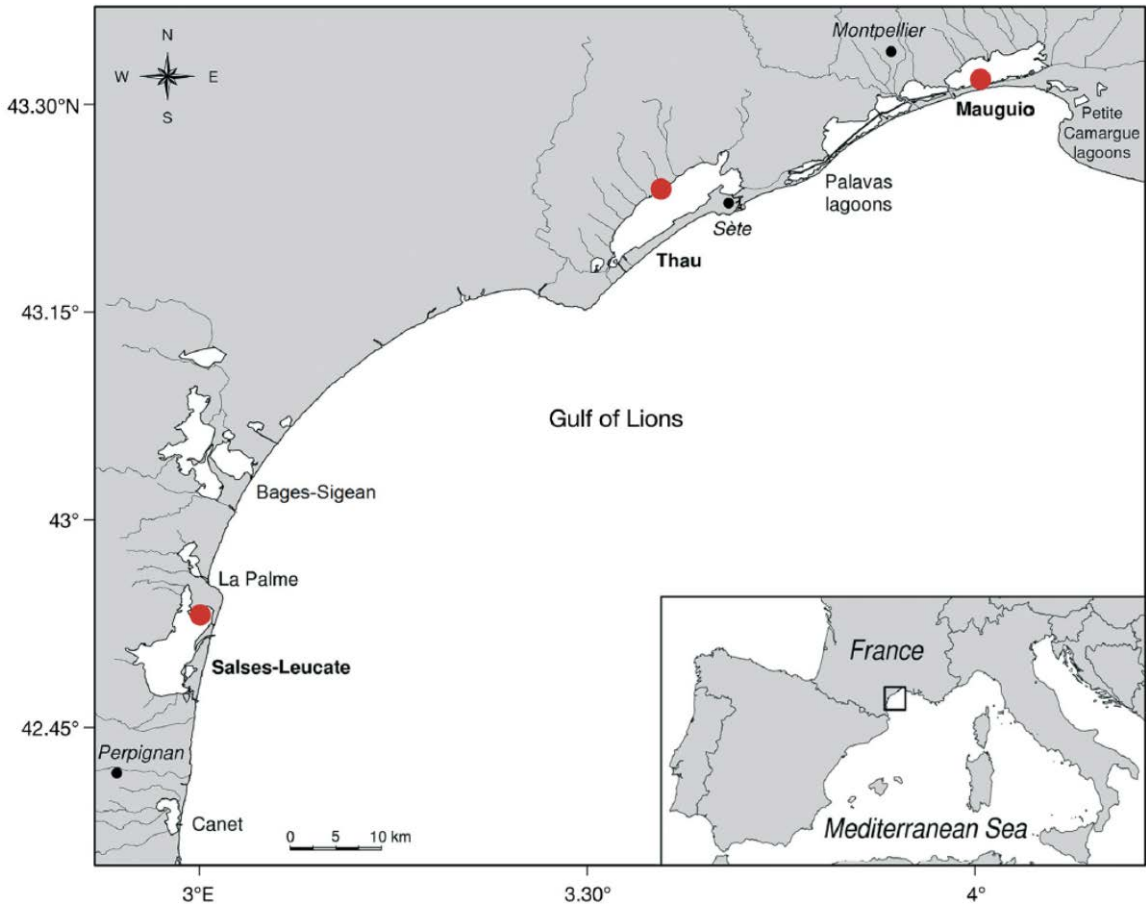 N
W E
S
Montpellier
43.30°N
Mauguio
Petite
Camargue
lagoons
Palavas
lagoons
Sète
Thau
43.15°
Gulf of Lions
Bages-Sigean
43°
La Palme
Salses-Leucate
France
42.45°
Perpignan
Canet
0 5 10 km
Mediterranean Sea
3°E
3.30°
4°